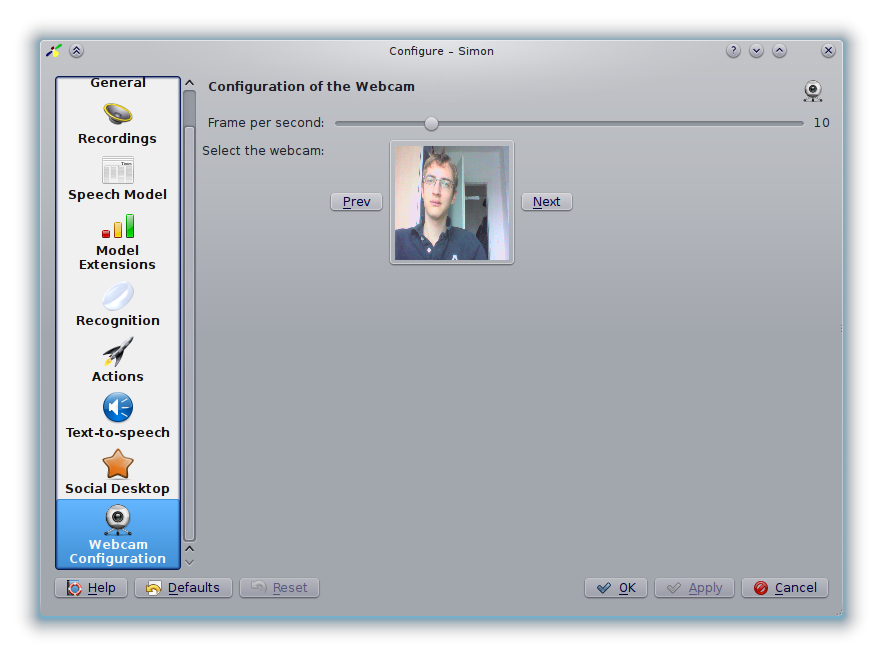 Configure – Simon
General
Recordings
Speech Model
Model
Extensions
Recognition
Actions
Text-to-speech
Social Desktop
Webcam
Configuration
Configuration of the Webcam
Frame per second:
10
Select the webcam:
Prev
Next
Help
Defaults
Reset
OK
Apply
Cancel